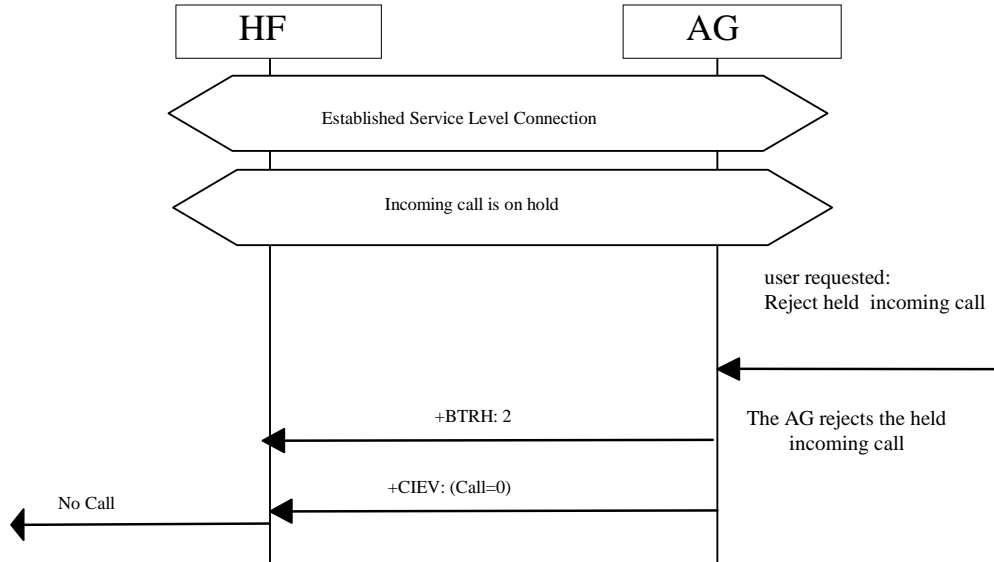 HF
AG
Established Service Level Connection
Incoming call is on hold
user requested:
Reject held incoming call
+BTRH: 2
The AG rejects the held
incoming call
+CIEV: (Call=0)
No Call